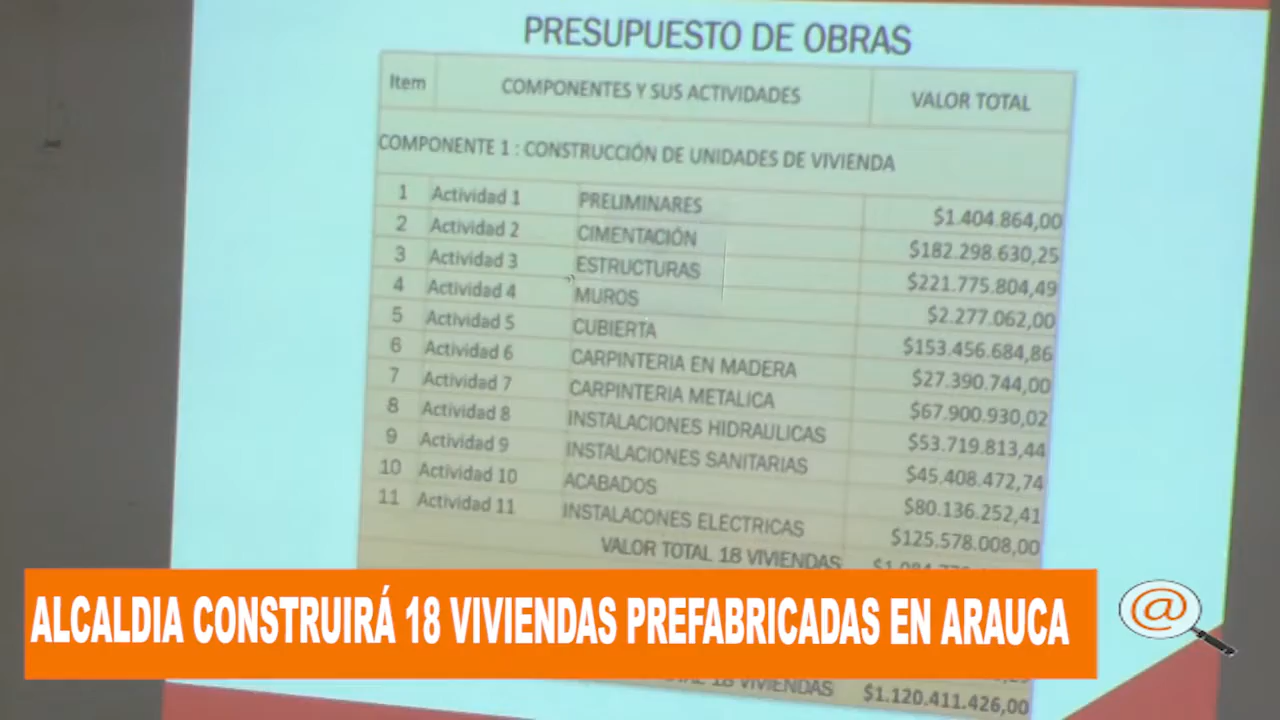 PRESUPUESTO DE OBRAS
Item COMPONENTES Y SUS ACTIVIDADES VALOR TOTAL
COMPONENTE 1 : CONSTRUCCIÓN DE UNIDADES DE VIVIENDA
1 Actividad 1 PRELIMINARES $1.404.864,00
2 Actividad 2 CIMENTACIÓN $182.298.630,25
3 Actividad 3 ESTRUCTURAS $221.775.804,49
4 Actividad 4 MUROS $2.277.062,00
5 Actividad 5 CUBIERTA $153.456.684,86
6 Actividad 6 CARPINTERIA EN MADERA $27.390.744,00
7 Actividad 7 CARPINTERIA METALICA $67.900.930,02
8 Actividad 8 INSTALACIONES HIDRAULICAS $53.719.813,44
9 Actividad 9 INSTALACIONES SANITARIAS $45.408.472,74
10 Actividad 10 ACABADOS $80.136.252,41
11 Actividad 11 INSTALACONES ELECTRICAS $125.578.008,00
VALOR TOTAL 18 VIVIENDAS
ALCALDIA CONSTRUIRÁ 18 VIVIENDAS PREFABRICADAS EN ARAUCA
@
18 VIVIENDAS $1.120.411.426,00